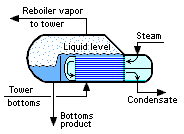 Reboiler vapor
to tower
Steam
Liquid level
Tower
bottoms
Condensate
Bottoms
product